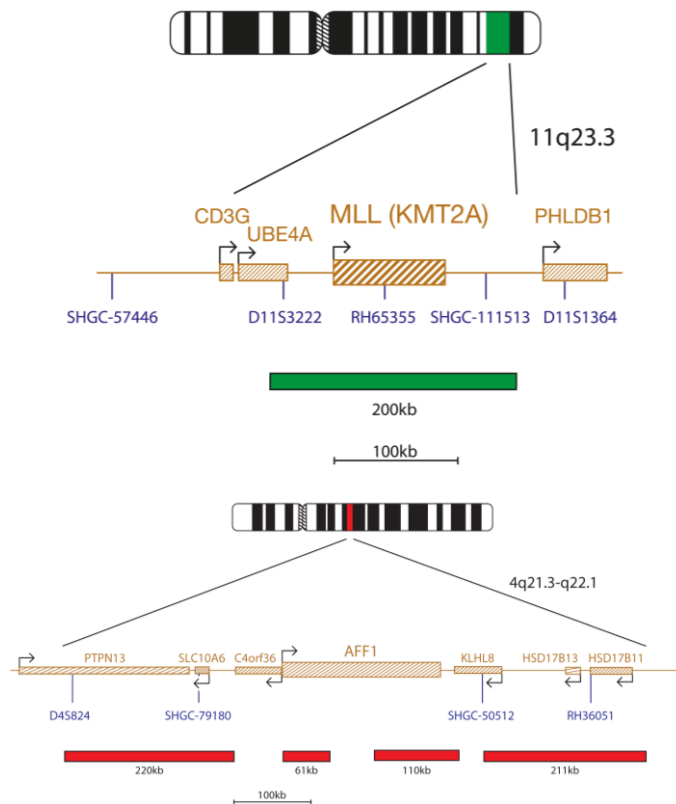 11q23.3
CD3G
UBE4A
MLL (KMT2A)
PHLDB1
SHGC-57446
D11S3222
RH65355
SHGC-111513
D11S1364
200kb
100kb
4q21.3-q22.1
PTPN13
SLC10A6
C4orf36
AFF1
KLHL8
HSD17B13
HSD17B11
D4S824
SHGC-79180
SHGC-50512
RH36051
220kb
61kb
110kb
211kb
100kb